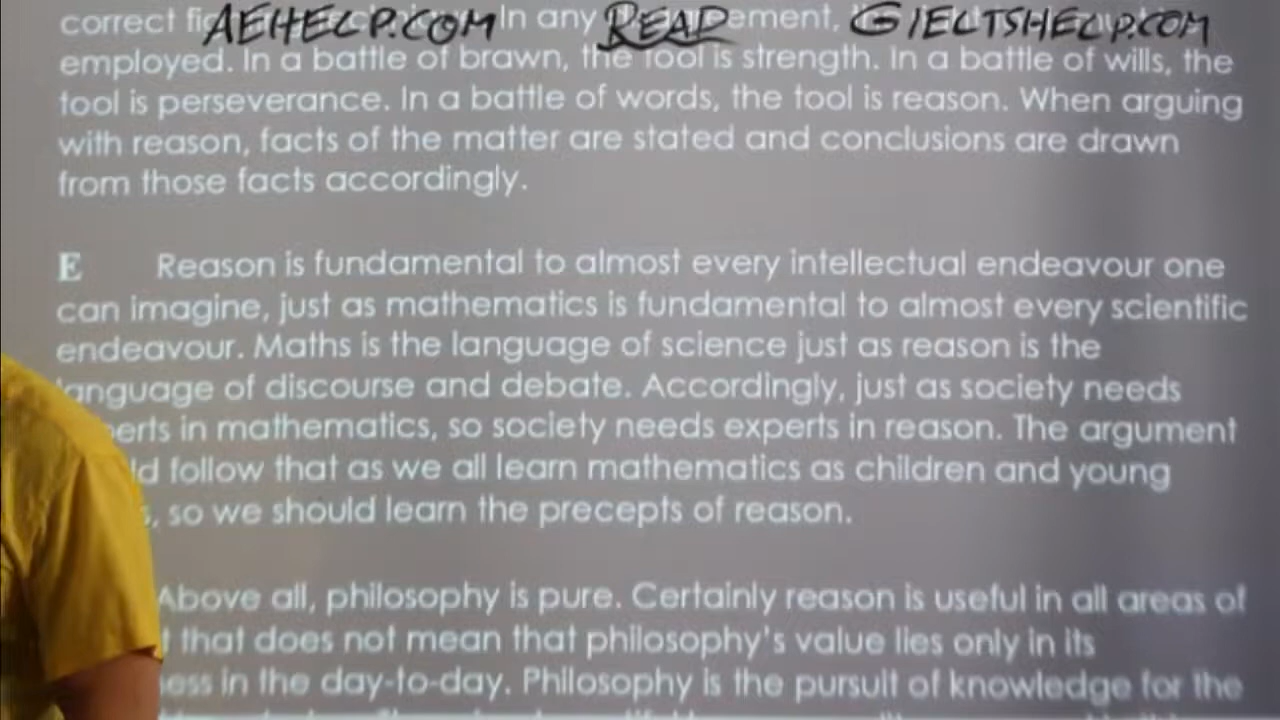 AEHELP.COM READ GIELTSHELP.COM
correct In any
employed. In a battle of brawn, the tool is strength. In a battle of wills, the
tool is perseverance. In a battle of words, the tool is reason. When arguing
with reason, facts of the matter are stated and conclusions are drawn
from those facts accordingly.
E Reason is fundamental to almost every intellectual endeavour one
can imagine, just as mathematics is fundamental to almost every scientific
endeavour. Maths is the language of science just as reason is the
language of discourse and debate. Accordingly, just as society needs
in mathematics, so society needs experts in reason. The argument
follow that as we all learn mathematics as children and young
, so we should learn the precepts of reason.
Above all, philosophy is pure. Certainly reason is useful in all areas of
that does not mean that philosophy's value lies only in its
in the day-to-day. Philosophy is the pursuit of knowledge for the